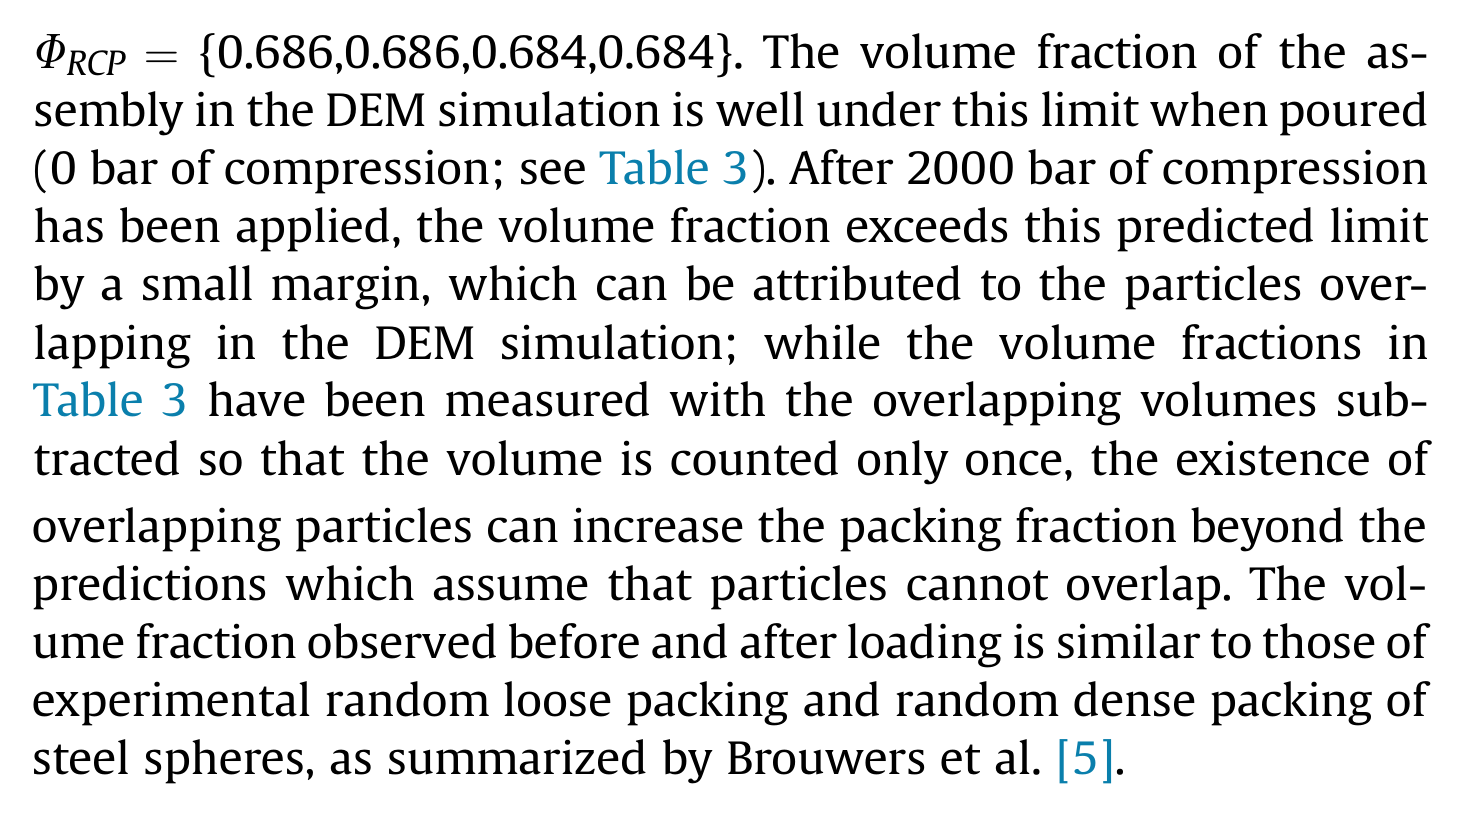 Φ_RCP = {0.686,0.686,0.684,0.684}. The volume fraction of the as-
sembly in the DEM simulation is well under this limit when poured
(0 bar of compression; see Table 3). After 2000 bar of compression
has been applied, the volume fraction exceeds this predicted limit
by a small margin, which can be attributed to the particles over-
lapping in the DEM simulation; while the volume fractions in
Table 3 have been measured with the overlapping volumes sub-
tracted so that the volume is counted only once, the existence of
overlapping particles can increase the packing fraction beyond the
predictions which assume that particles cannot overlap. The vol-
ume fraction observed before and after loading is similar to those of
experimental random loose packing and random dense packing of
steel spheres, as summarized by Brouwers et al. [5].